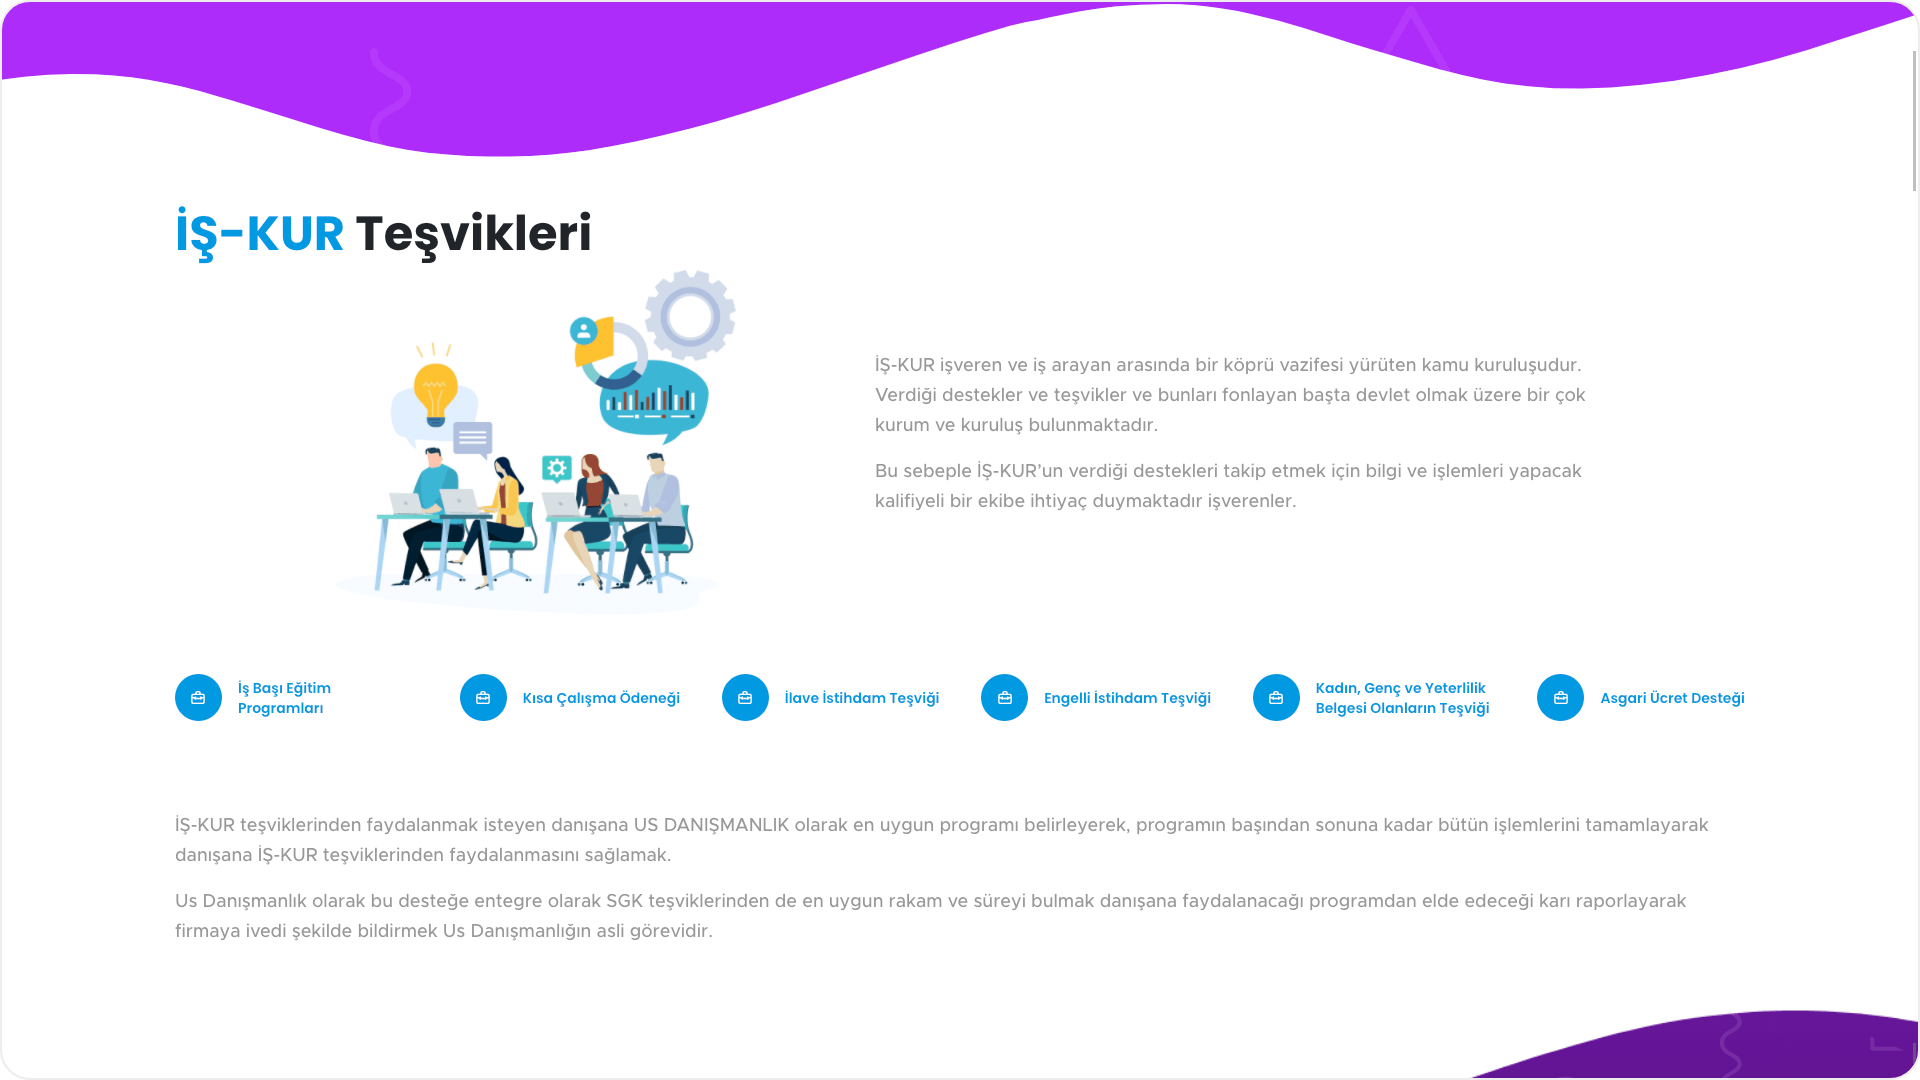 İŞ-KUR Teşvikleri
İŞ-KUR işveren ve iş arayan arasında bir köprü vazifesi yürüten kamu kuruluşudur.
Verdiği destekler ve teşvikler ve bunları fonlayan başta devlet olmak üzere bir çok
kurum ve kuruluş bulunmaktadır.
Bu sebeple İŞ-KUR’un verdiği destekleri takip etmek için bilgi ve işlemleri yapacak
kalifiyeli bir ekibe ihtiyaç duymaktadır işverenler.
İş Başı Eğitim
Programları
Kısa Çalışma Ödeneği
İlave İstihdam Teşviği
Engelli İstihdam Teşviği
Kadın, Genç ve Yeterlilik
Belgesi Olanların Teşviği
Asgari Ücret Desteği
İŞ-KUR teşviklerinden faydalanmak isteyen danışana US DANIŞMANLIK olarak en uygun programı belirleyerek, programın başından sonuna kadar bütün işlemlerini tamamlayarak
danışana İŞ-KUR teşviklerinden faydalanmasını sağlamak.
Us Danışmanlık olarak bu desteğe entegre olarak SGK teşviklerinden de en uygun rakam ve süreyi bulmak danışana faydalanacağı programdan elde edeceği karı raporlayarak
firmaya ivedi şekilde bildirmek Us Danışmanlığın asli görevidir.